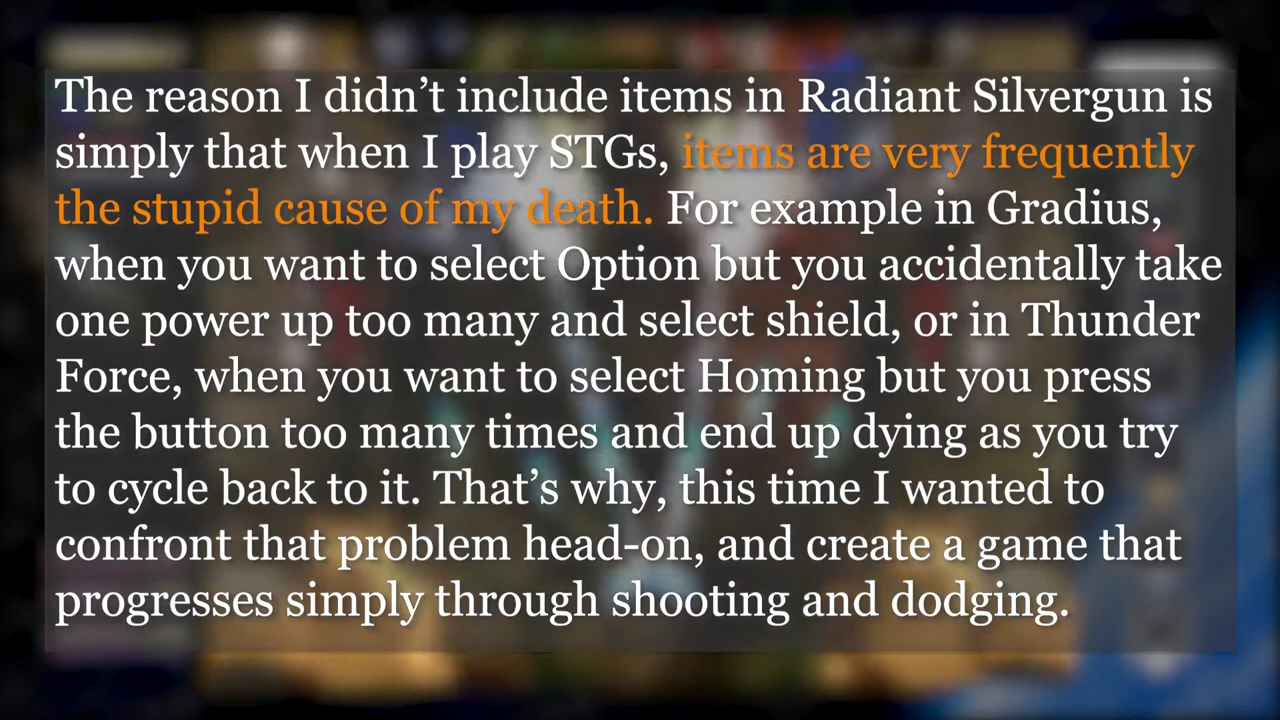 The reason I didn’t include items in Radiant Silvergun is
simply that when I play STGs, items are very frequently
the stupid cause of my death. For example in Gradius,
when you want to select Option but you accidentally take
one power up too many and select shield, or in Thunder
Force, when you want to select Homing but you press
the button too many times and end up dying as you try
to cycle back to it. That’s why, this time I wanted to
confront that problem head-on, and create a game that
progresses simply through shooting and dodging.